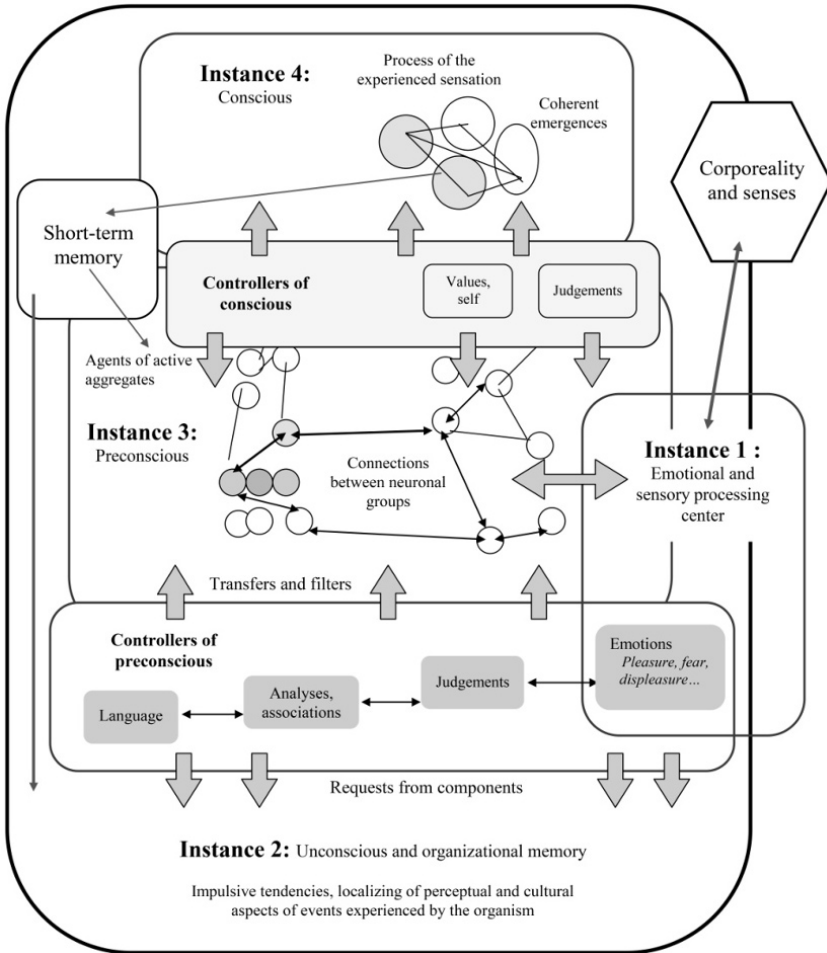 Instance 4:
Conscious
Process of the
experienced sensation
Coherent
emergences
Corporeality
and senses
Short-term
memory
Controllers of
conscious
Values,
self
Judgements
Agents of active
aggregates
Instance 3:
Preconscious
Connections
between neuronal
groups
Instance 1 :
Emotional and
sensory processing
center
Transfers and filters
Controllers of
preconscious
Language
Analyses,
associations
Judgements
Emotions
Pleasure, fear,
displeasure…
Requests from components
Instance 2: Unconscious and organizational memory
Impulsive tendencies, localizing of perceptual and cultural
aspects of events experienced by the organism